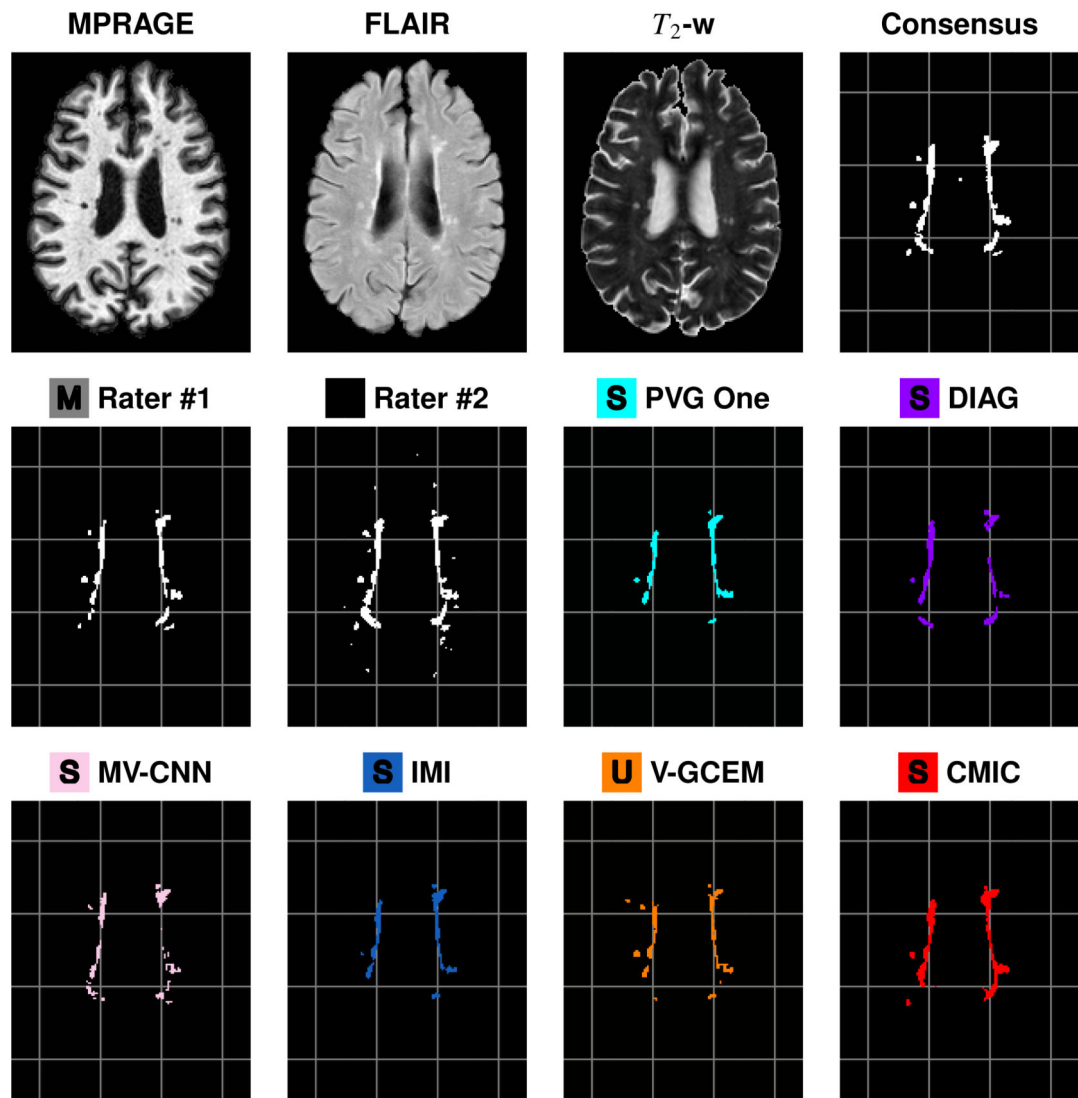 MPRAGE FLAIR T₂-w Consensus
M Rater #1 Rater #2 S PVG One S DIAG
S MV-CNN S IMI U V-GCEM S CMIC